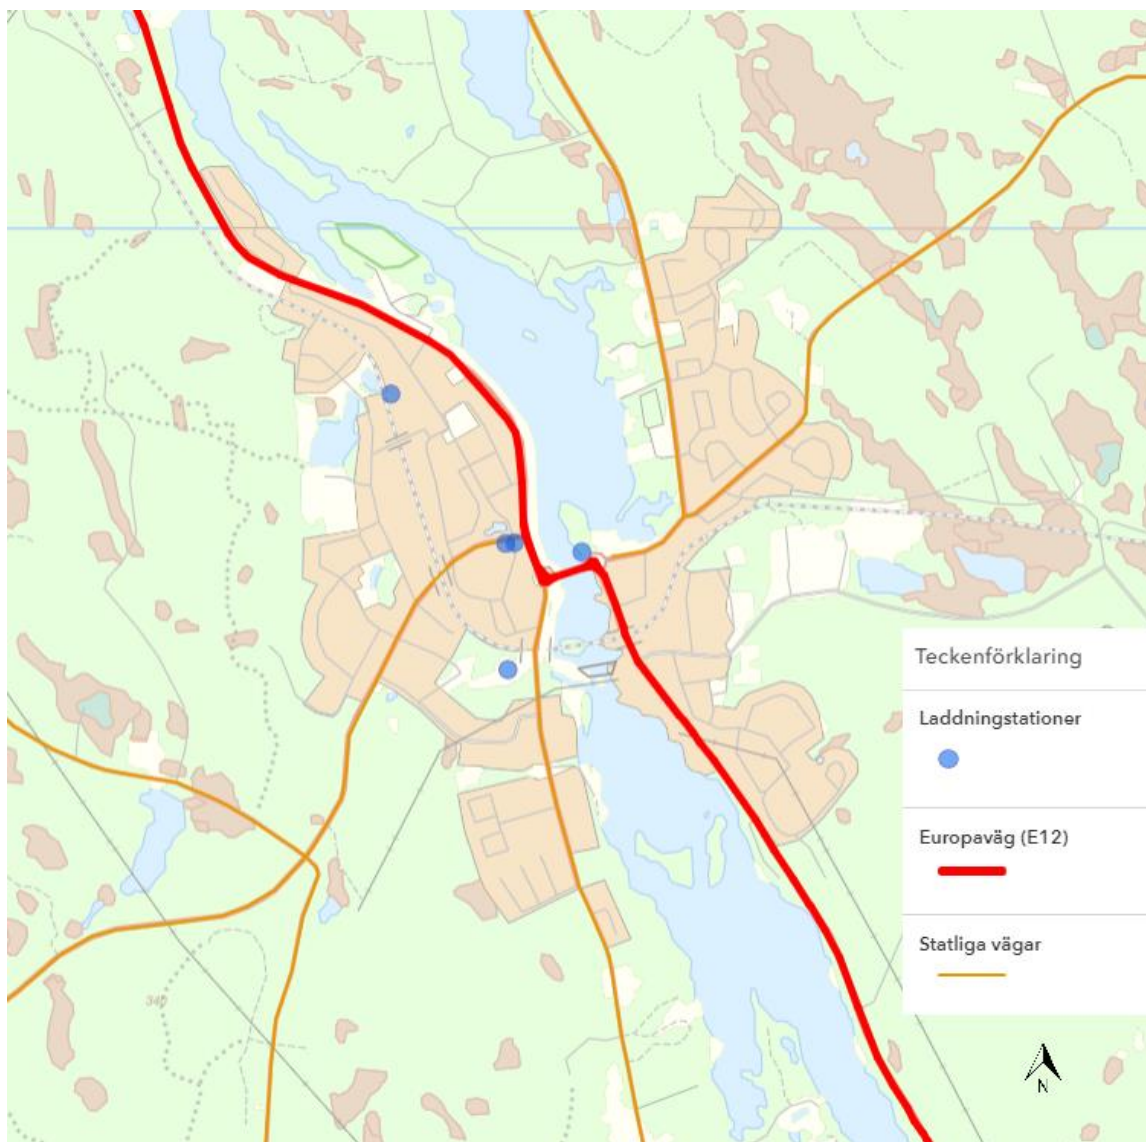 Teckenförklaring
Laddningstationer
Europaväg (E12)
Statliga vägar
340
N